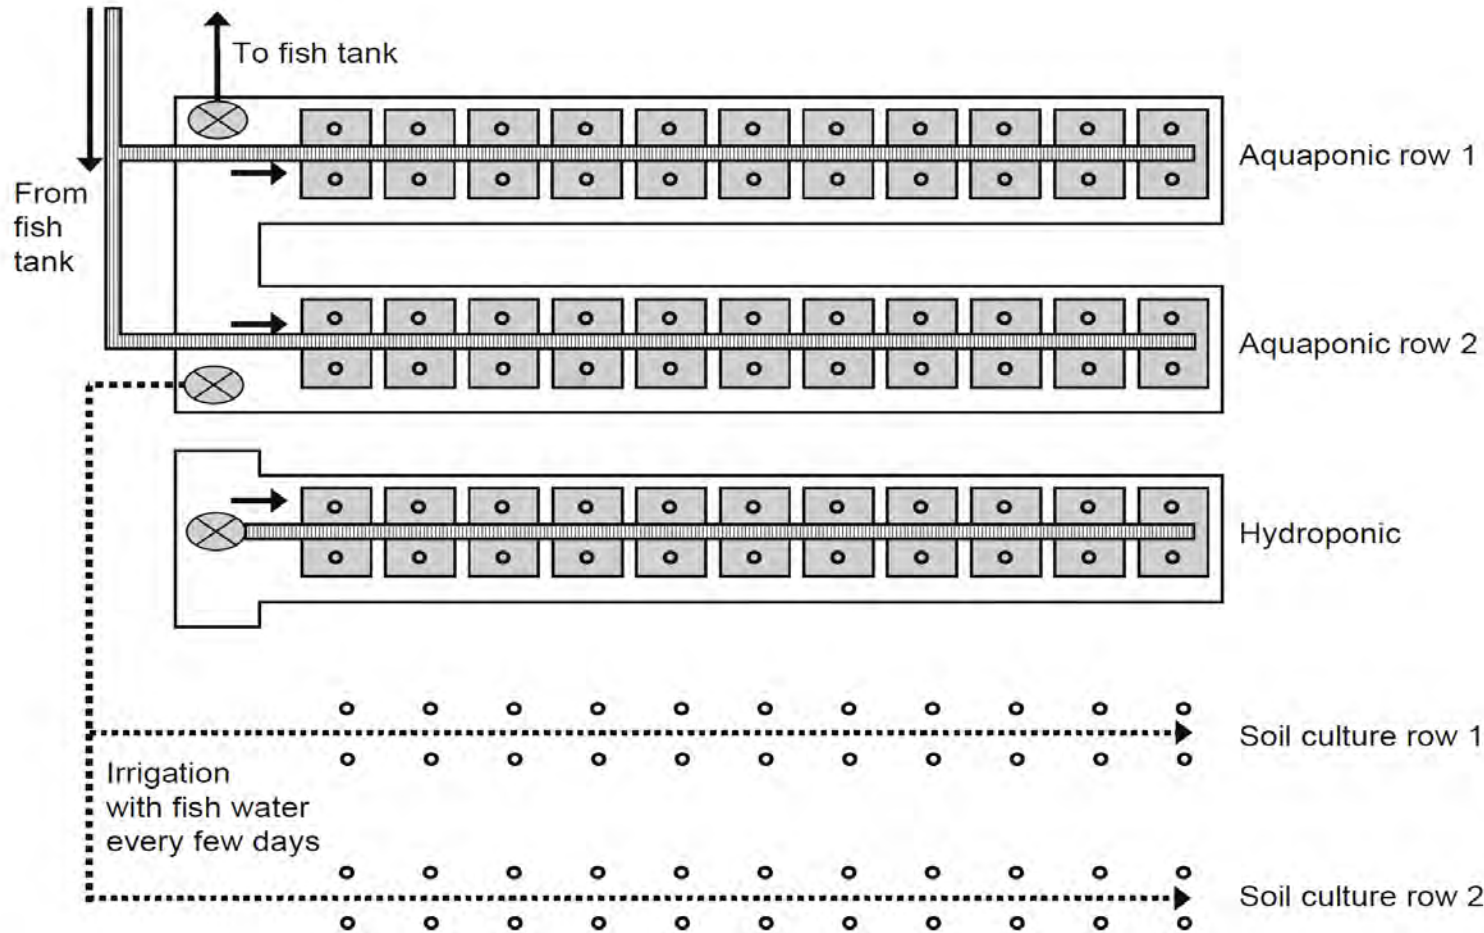 To fish tank
Aquaponic row 1
From
fish
tank
Aquaponic row 2
Hydroponic
Soil culture row 1
Irrigation
with fish water
every few days
Soil culture row 2